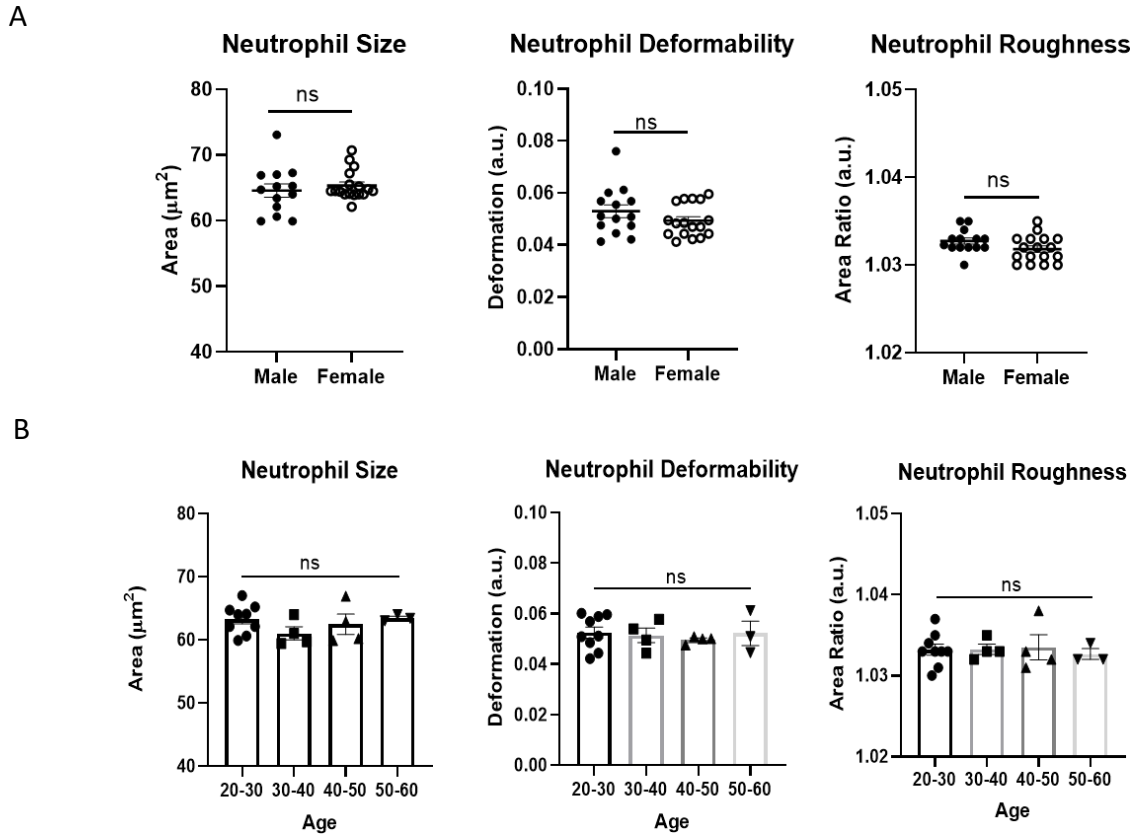 A
Neutrophil Size
Neutrophil Deformability
Neutrophil Roughness
Area (μm²)
80
70
60
50
40
ns
Male Female
Deformation (a.u.)
0.10
0.08
0.06
0.04
0.02
0.00
ns
Male Female
Area Ratio (a.u.)
1.05
1.04
1.03
1.02
ns
Male Female
B
Neutrophil Size
Neutrophil Deformability
Neutrophil Roughness
Area (μm²)
80
70
60
50
40
ns
20-30 30-40 40-50 50-60
Age
Deformation (a.u.)
0.10
0.08
0.06
0.04
0.02
0.00
ns
20-30 30-40 40-50 50-60
Age
Area Ratio (a.u.)
1.05
1.04
1.03
1.02
ns
20-30 30-40 40-50 50-60
Age